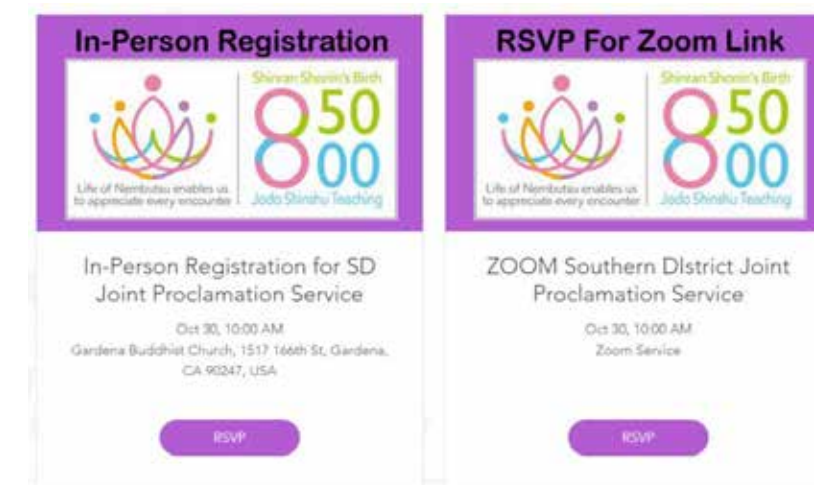 In-Person Registration
Shinran Shonin's Birth
850
800
Life of Nembutsu enables us
to appreciate every encounter
Jodo Shinshu Teaching
In-Person Registration for SD
Joint Proclamation Service
Oct 30, 10:00 AM
Gardena Buddhist Church, 1517 166th St, Gardena,
CA 90247, USA
RSVP
RSVP For Zoom Link
Shinran Shonin's Birth
850
800
Life of Nembutsu enables us
to appreciate every encounter
Jodo Shinshu Teaching
ZOOM Southern DIstrict Joint
Proclamation Service
Oct 30, 10:00 AM
Zoom Service
RSVP